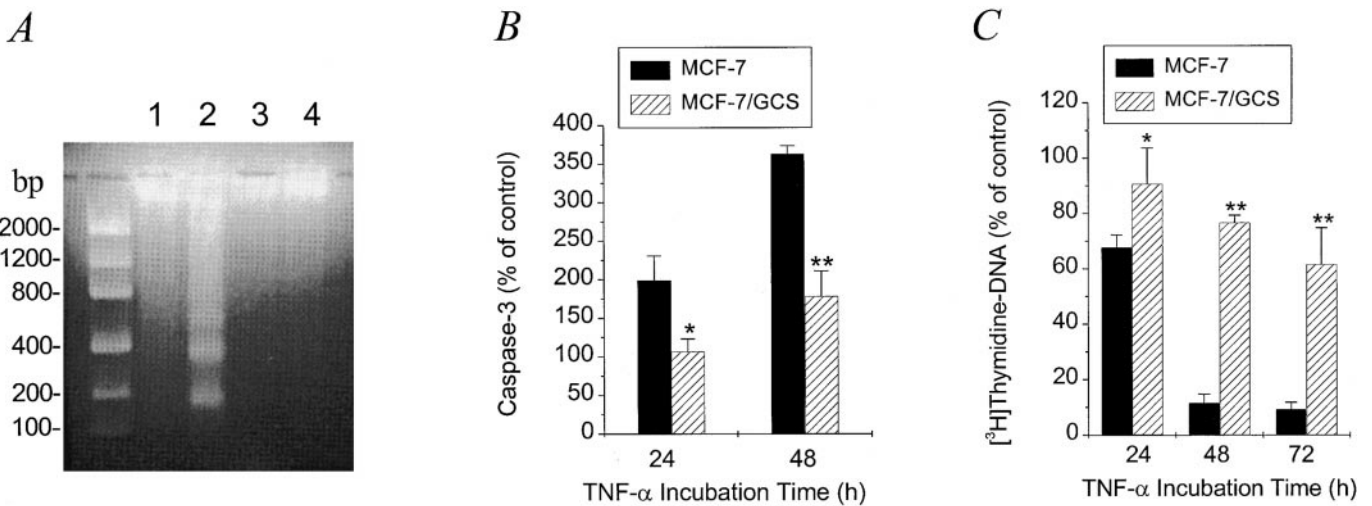 A
1 2 3 4
bp
2000-
1200-
800-
400-
200-
100-
B
MCF-7
MCF-7/GCS
Caspase-3 (% of control)
400
350
300
250
200
150
100
50
0
*
**
24 48
TNF-α Incubation Time (h)
C
MCF-7
MCF-7/GCS
[³H]Thymidine-DNA (% of control)
120
100
80
60
40
20
0
*
**
**
24 48 72
TNF-α Incubation Time (h)